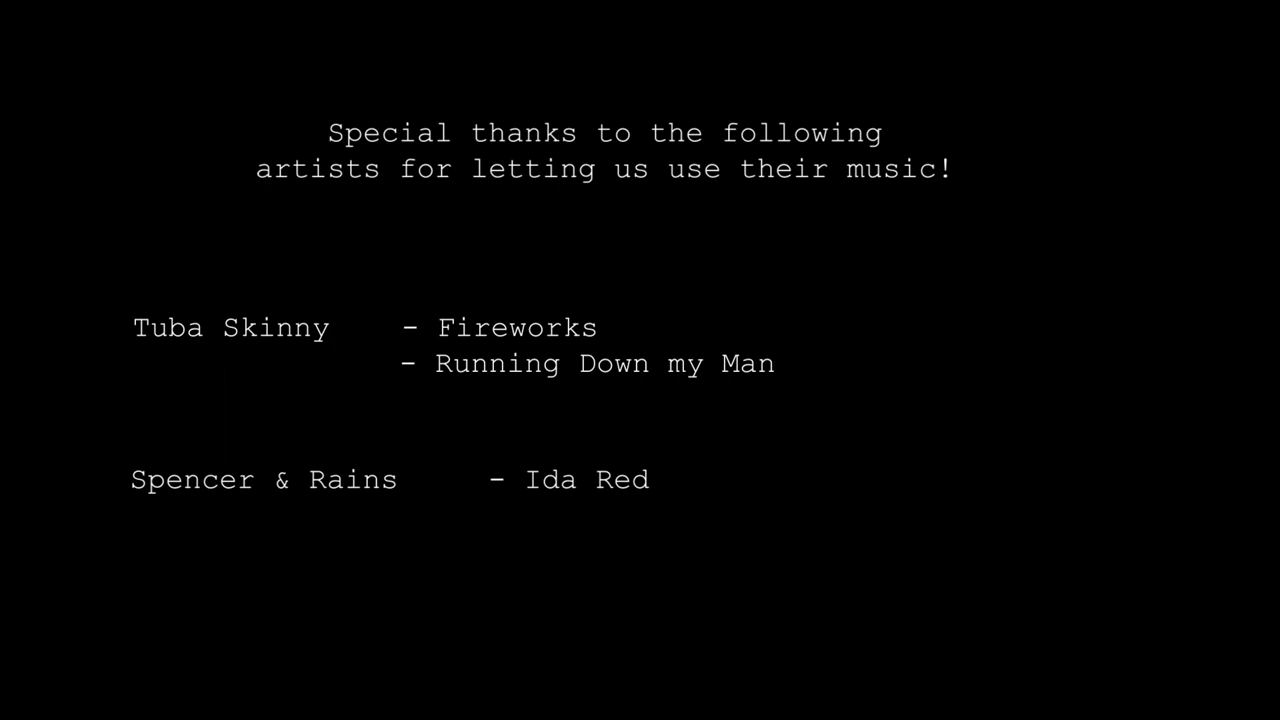 Special thanks to the following
artists for letting us use their music!
Tuba Skinny - Fireworks
- Running Down my Man
Spencer & Rains - Ida Red